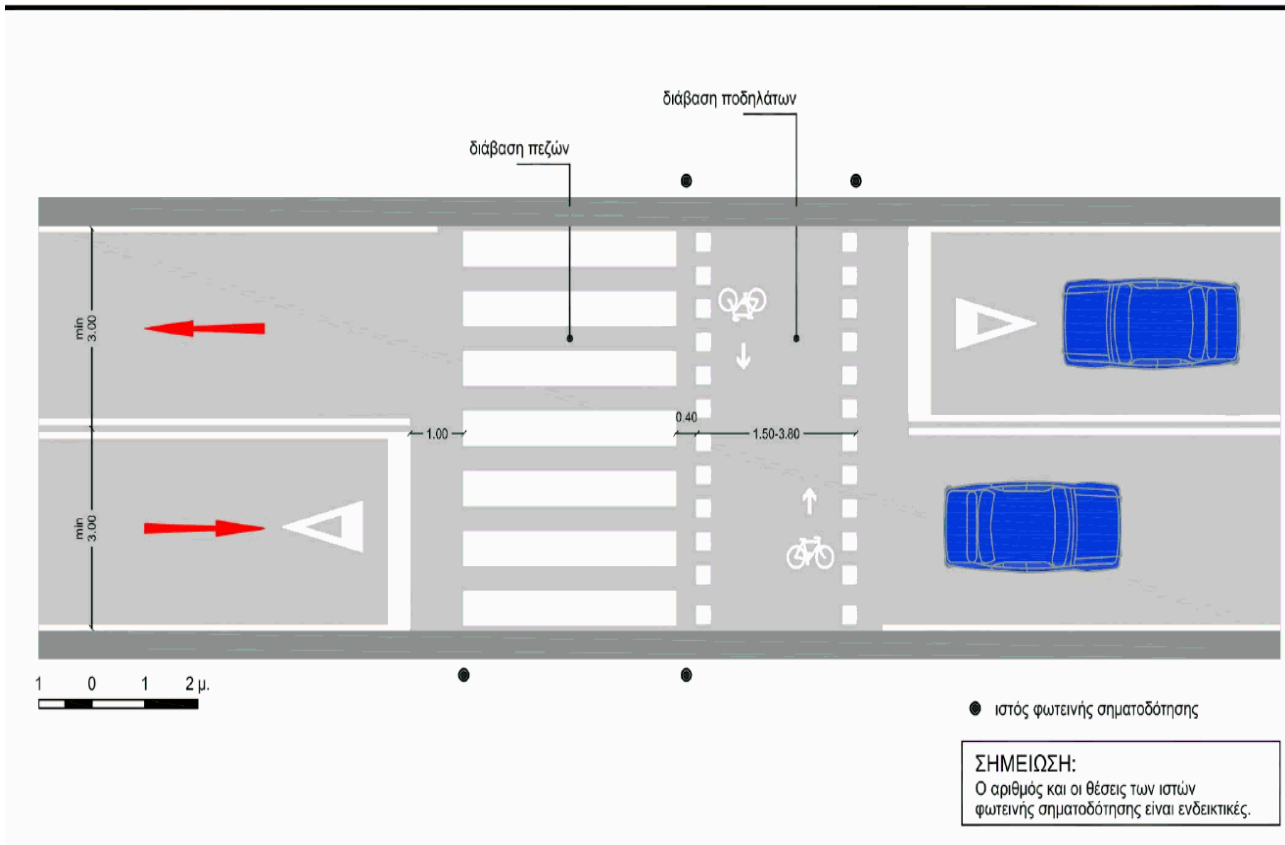 διάβαση ποδηλάτων
διάβαση πεζών
min
3.00
0.40
1.00
1.50-3.80
min
3.00
1 0 1 2 μ.
ιστός φωτεινής σηματοδότησης
ΣΗΜΕΙΩΣΗ:
Ο αριθμός και οι θέσεις των ιστών
φωτεινής σηματοδότησης είναι ενδεικτικές.